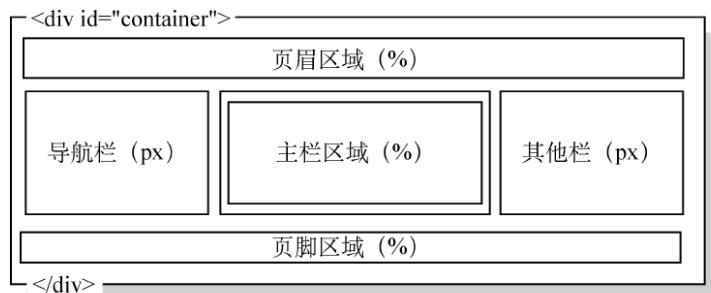 <div id="container">
页眉区域（%）
导航栏（px）
主栏区域（%）
其他栏（px）
页脚区域（%）
</div>